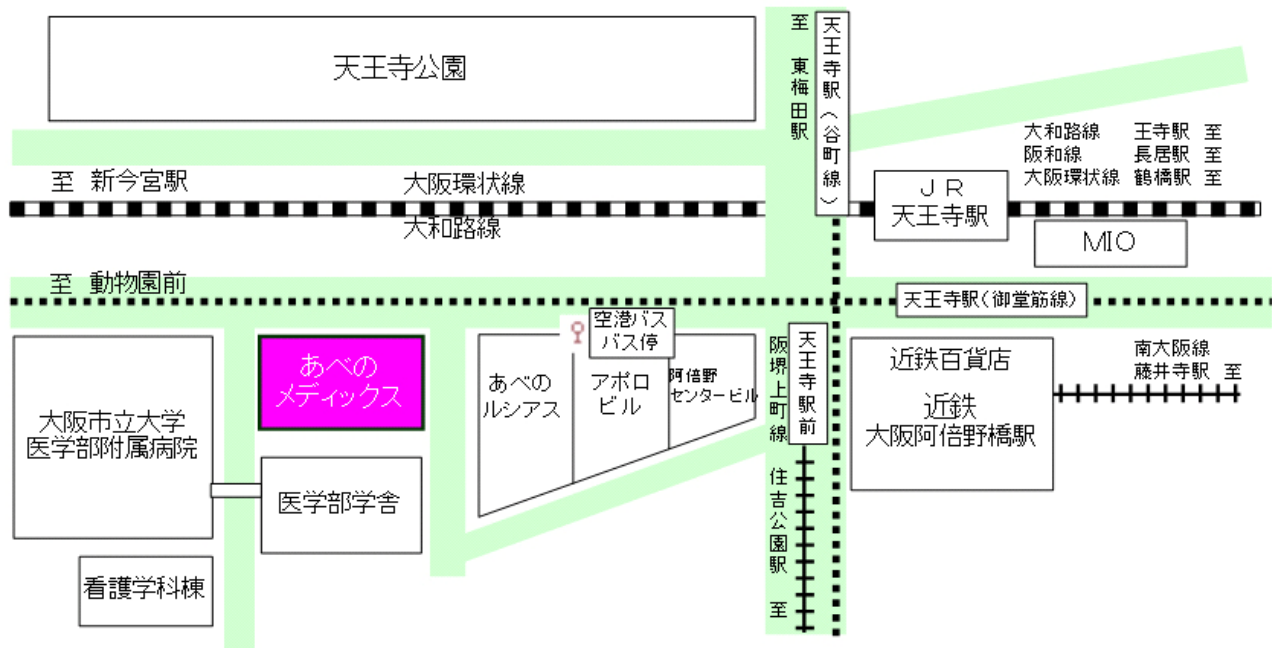 天王寺公園
至 東梅田駅
天王寺駅(谷町線)
大和路線 王寺駅 至
阪和線 長居駅 至
大阪環状線 鶴橋駅 至
至 新今宮駅
大阪環状線
大和路線
JR
天王寺駅
MIO
至 動物園前
天王寺駅(御堂筋線)
空港バス
バス停
あべの
メディックス
大阪市立大学
医学部附属病院
医学部学舎
看護学科棟
あべの
ルシアス
アポロ
ビル
阿倍野
センタービル
阪堺上町線 住吉公園駅 至
天王寺駅前
近鉄百貨店
近鉄
大阪阿倍野橋駅
南大阪線
藤井寺駅 至